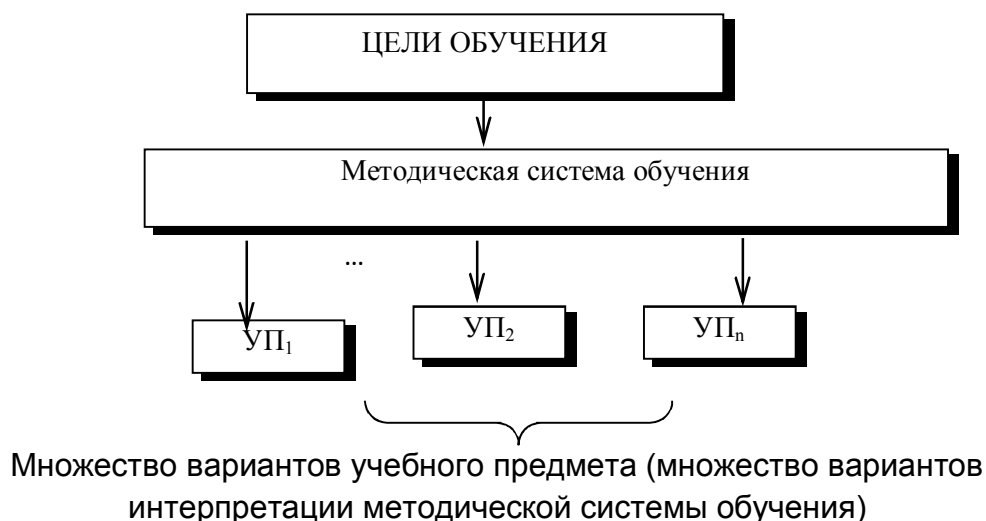 ЦЕЛИ ОБУЧЕНИЯ
Методическая система обучения
...
УП₁
УП₂
УПₙ
Множество вариантов учебного предмета (множество вариантов
интерпретации методической системы обучения)